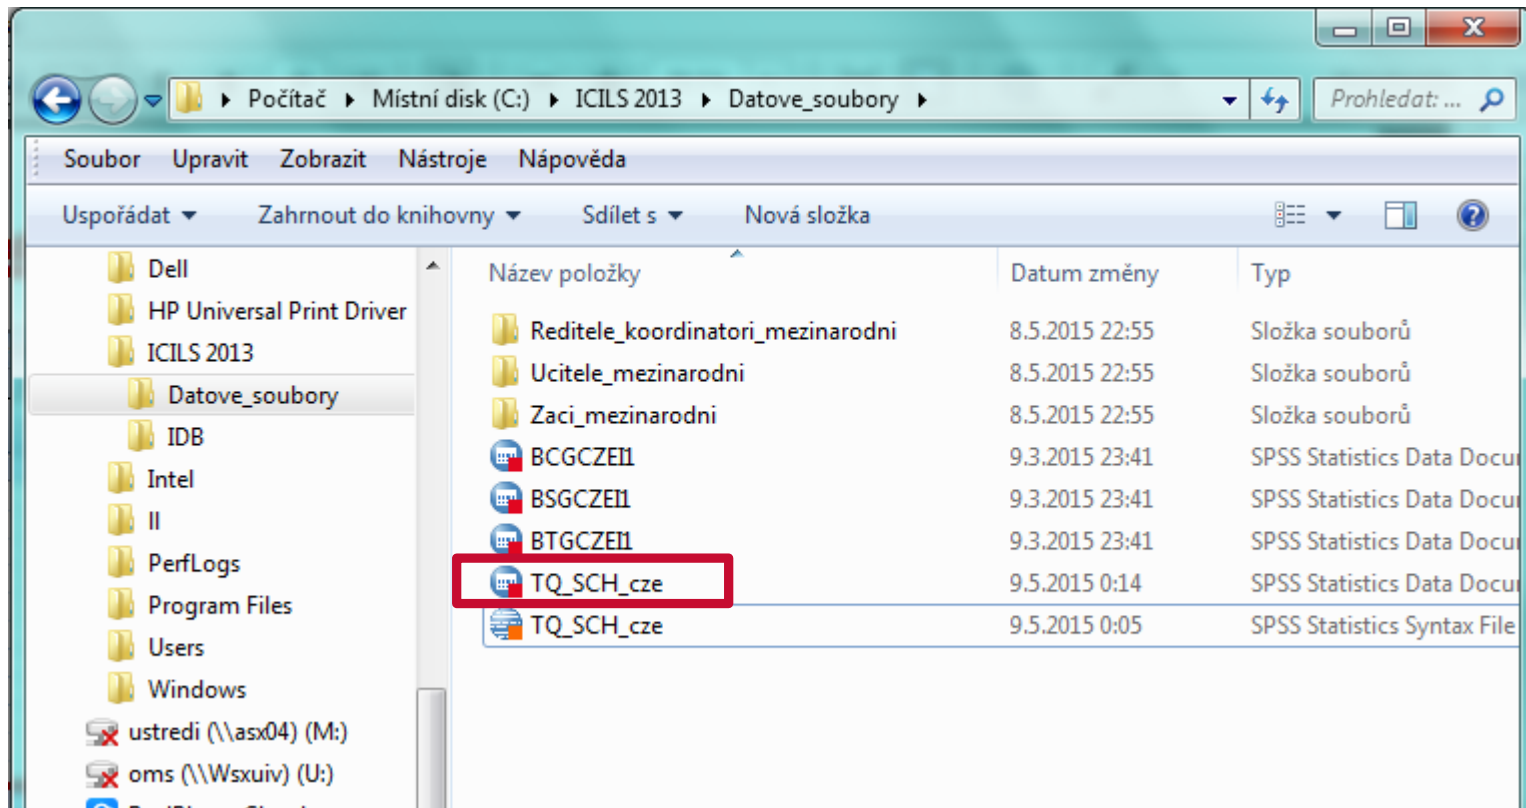 Počítač Místní disk (C:) ICILS 2013 Datove_soubory Prohledat: ...
Soubor Upravit Zobrazit Nástroje Nápověda
Uspořádat Zahrnout do knihovny Sdílet s Nová složka
Dell
HP Universal Print Driver
ICILS 2013
Datove_soubory
IDB
Intel
II
PerfLogs
Program Files
Users
Windows
ustredi (\\asx04) (M:)
oms (\\Wsxuiv) (U:)
Název položky Datum změny Typ
Reditele_koordinatori_mezinarodni 8.5.2015 22:55 Složka souborů
Ucitele_mezinarodni 8.5.2015 22:55 Složka souborů
Zaci_mezinarodni 8.5.2015 22:55 Složka souborů
BCGCZEI1 9.3.2015 23:41 SPSS Statistics Data Docu
BSGCZEI1 9.3.2015 23:41 SPSS Statistics Data Docu
BTGCZEI1 9.3.2015 23:41 SPSS Statistics Data Docu
TQ_SCH_cze 9.5.2015 0:14 SPSS Statistics Data Docu
TQ_SCH_cze 9.5.2015 0:05 SPSS Statistics Syntax File